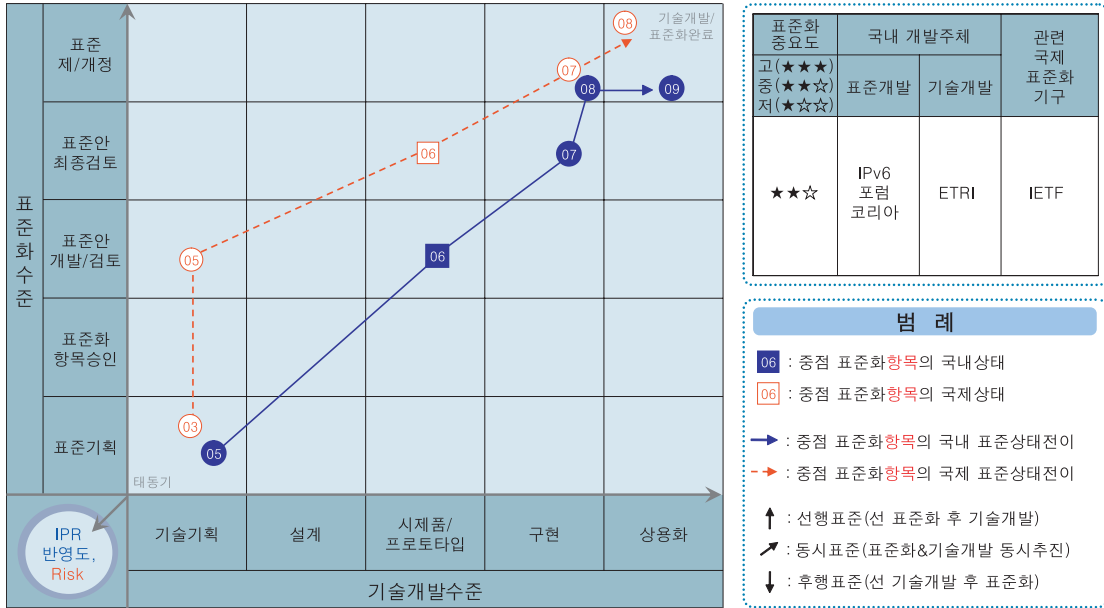 표준
제/개정
표준안
최종검토
표준안
개발/검토
표준화
항목승인
표준기획
표준화수준
08
기술개발/
표준화완료
07
08
09
06
07
05
06
03
05
태동기
IPR
반영도,
Risk
기술기획
설계
시제품/
프로토타입
구현
상용화
기술개발수준
표준화
중요도
고(★★★)
중(★★☆)
저(★☆☆)
국내 개발주체
표준개발
기술개발
관련
국제
표준화
기구
★★☆
IPv6
포럼
코리아
ETRI
IETF
범 례
06 : 중점 표준화항목의 국내상태
06 : 중점 표준화항목의 국제상태
: 중점 표준화항목의 국내 표준상태전이
: 중점 표준화항목의 국제 표준상태전이
: 선행표준(선 표준화 후 기술개발)
: 동시표준(표준화&기술개발 동시추진)
: 후행표준(선 기술개발 후 표준화)